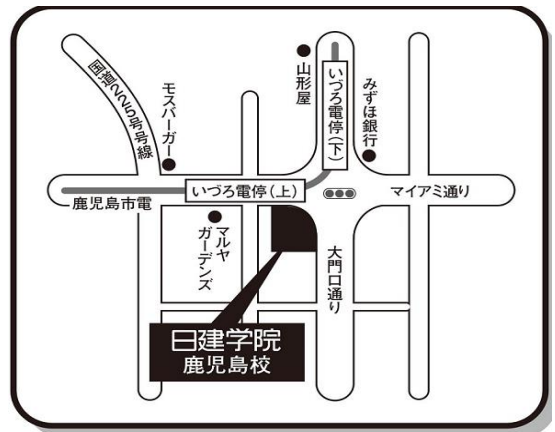 国道225号号線
モスバーガー
山形屋
いづろ電停(下)
みずほ銀行
鹿児島市電
いづろ電停(上)
マイアミ通り
マルヤ
ガーデンズ
大門口通り
日建学院
鹿児島校